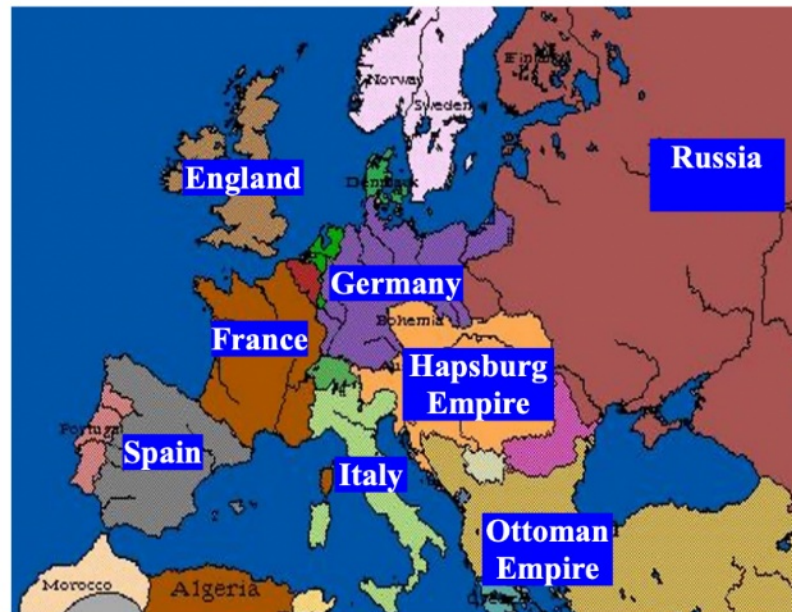 Norway
Sweden
Russia
England
Denmark
Germany
Bohemia
France
Hapsburg
Empire
Portugal
Spain
Italy
Ottoman
Empire
Morocco
Algeria